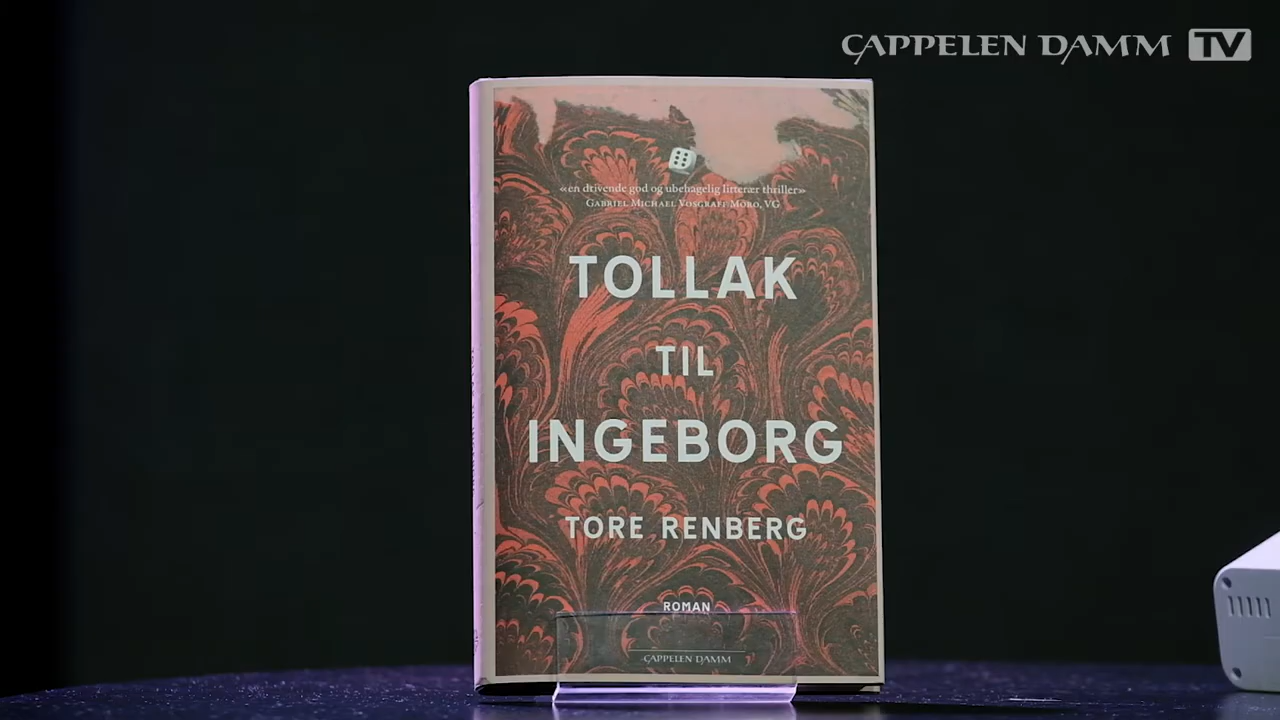 CAPPELEN DAMM TV
«en drivende god og ubehagelig litterær thriller»
GABRIEL MICHAEL VOSGRAFF MORO, VG
TOLLAK
TIL
INGEBORG
TORE RENBERG
ROMAN
CAPPELEN DAMM